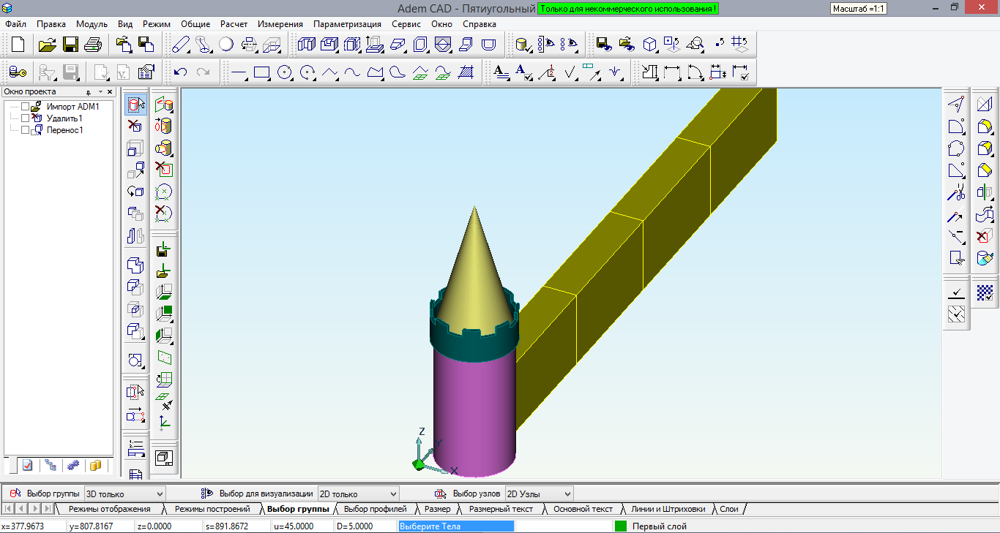 Adem CAD - Пятиугольный Только для некоммерческого использования ! Масштаб =1:1
Файл Правка Модуль Вид Режим Общие Расчет Измерения Параметризация Сервис Окно Справка
Окно проекта
Импорт ADM1
Удалить1
Перенос1
Z
Y
X
Выбор группы 3D только Выбор для визуализации 2D только Выбор узлов 2D Узлы
Режимы отображения Режимы построений Выбор группы Выбор профилей Размер Размерный текст Основной текст Линии и Штриховки Слои
x=377.9673 y=807.8167 z=0.0000 s=891.8672 u=45.0000 D=5.0000 Выберите Тела Первый слой